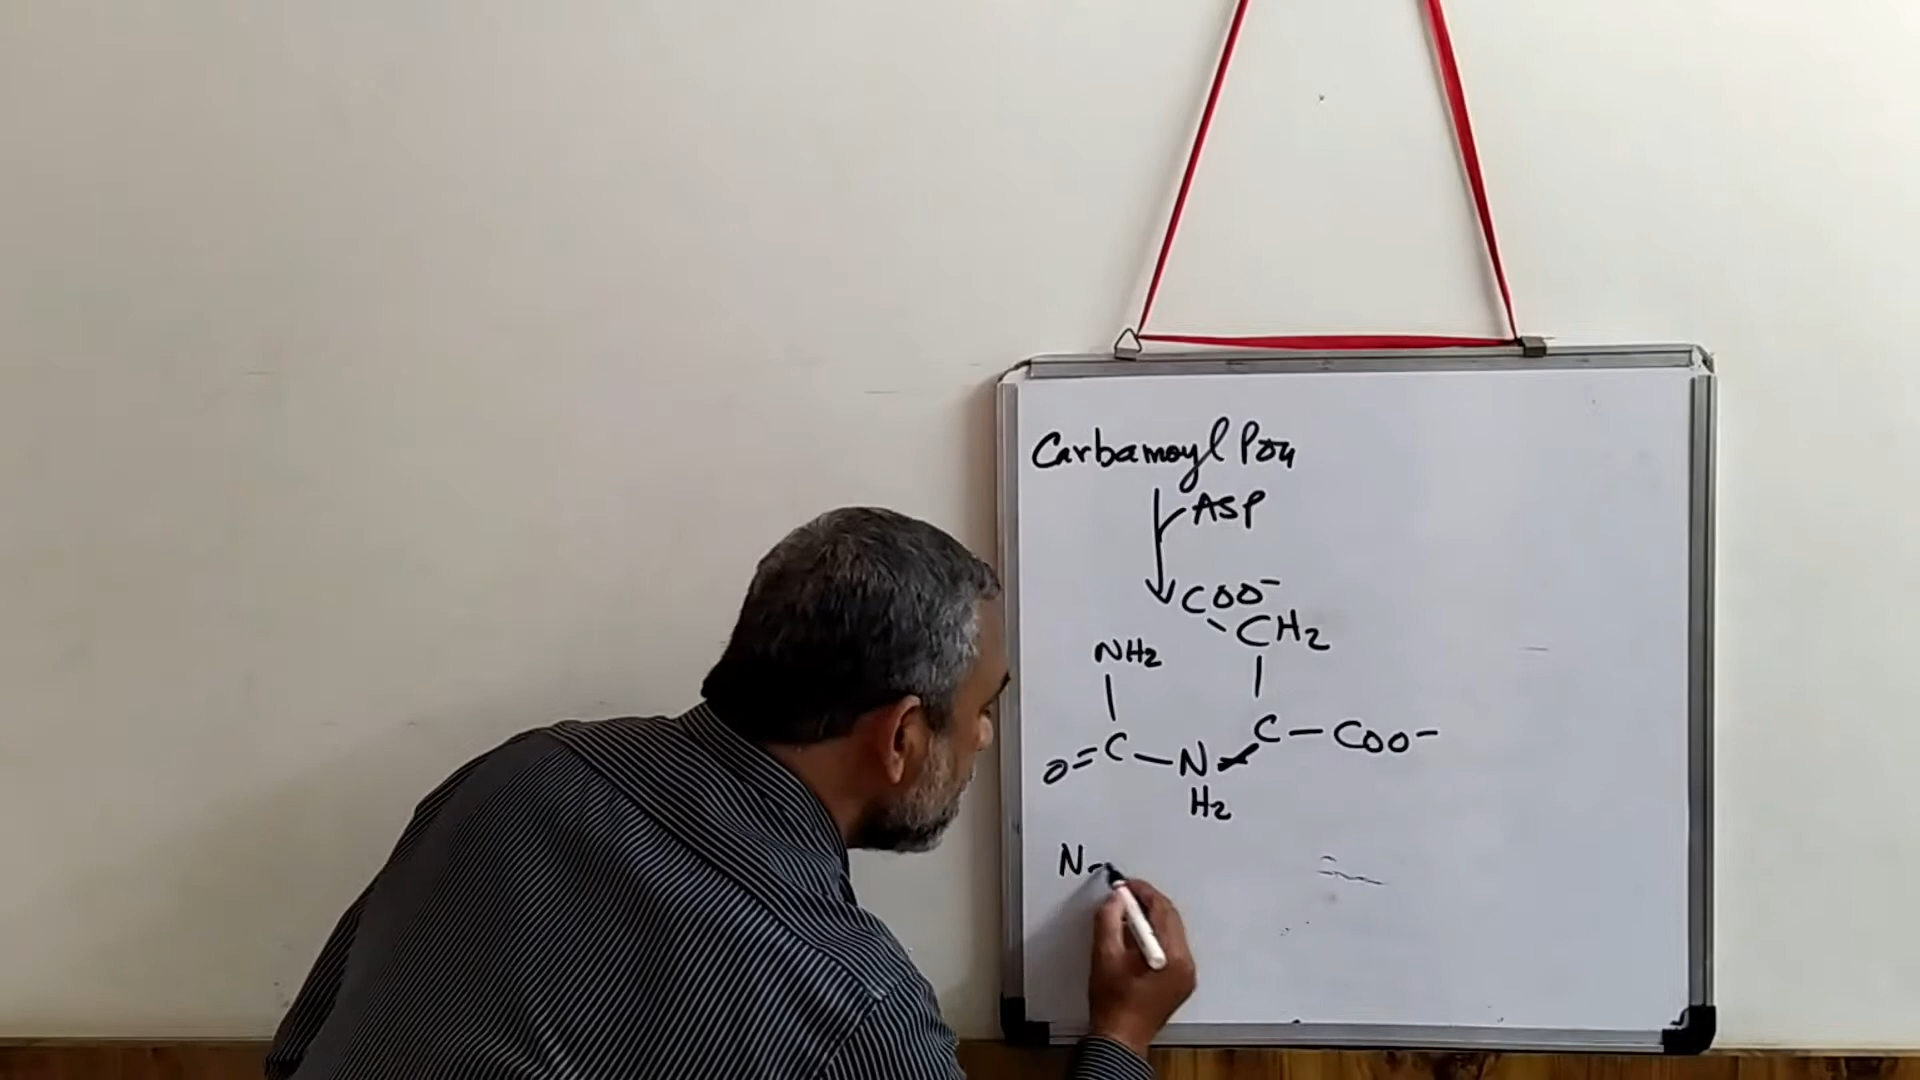 Carbamoyl PO4
ASP
COO-
CH2
NH2
O=C-N-C-COO-
H2
N-